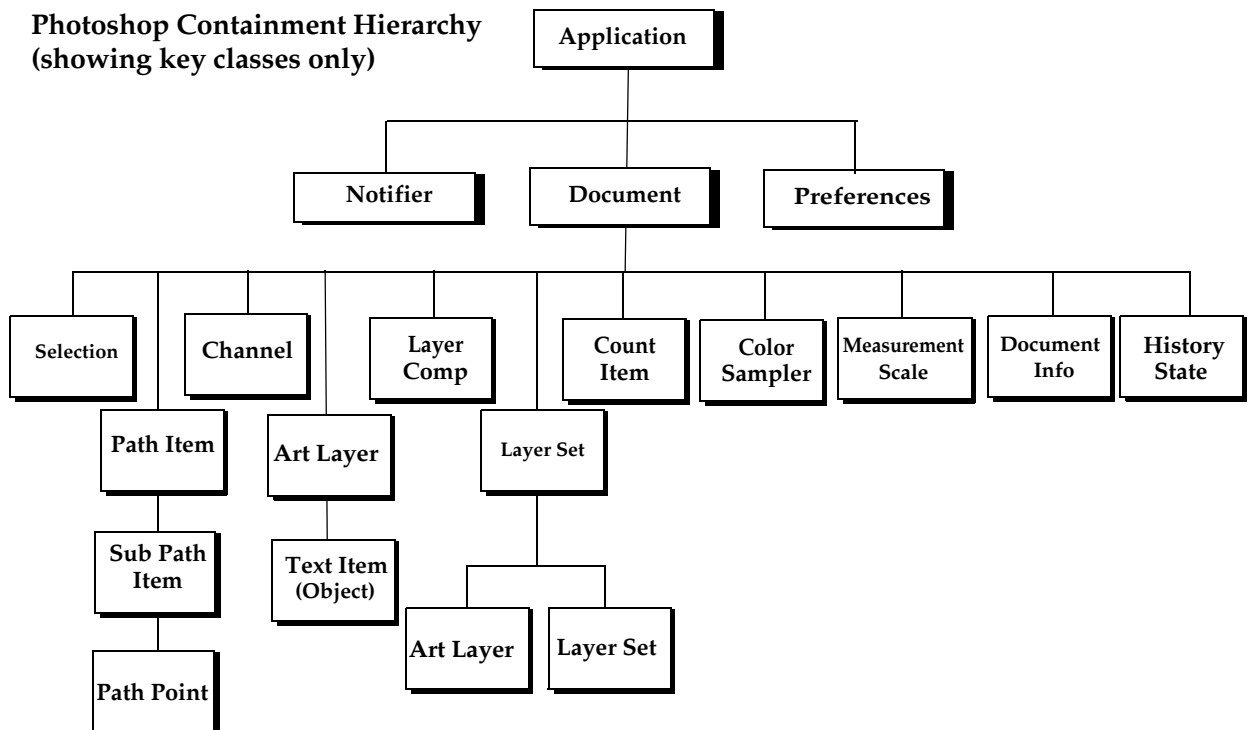 Photoshop Containment Hierarchy
(showing key classes only)
Application
Notifier
Document
Preferences
Selection
Channel
Layer
Comp
Count
Item
Color
Sampler
Measurement
Scale
Document
Info
History
State
Path Item
Art Layer
Layer Set
Sub Path
Item
Text Item
(Object)
Art Layer
Layer Set
Path Point